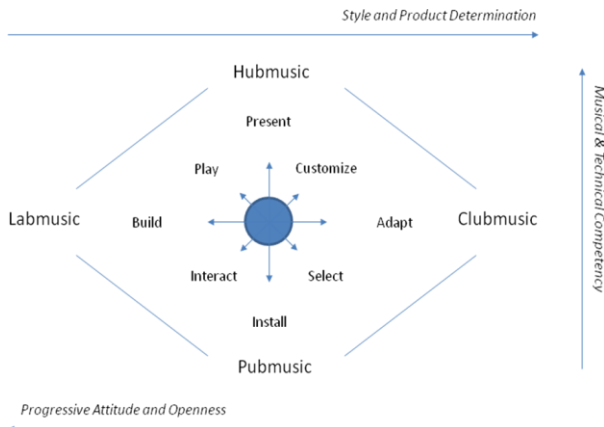 Style and Product Determination
Hubmusic
Present
Play
Customize
Labmusic
Build
Adapt
Clubmusic
Musical & Technical Competency
Interact
Select
Install
Pubmusic
Progressive Attitude and Openness